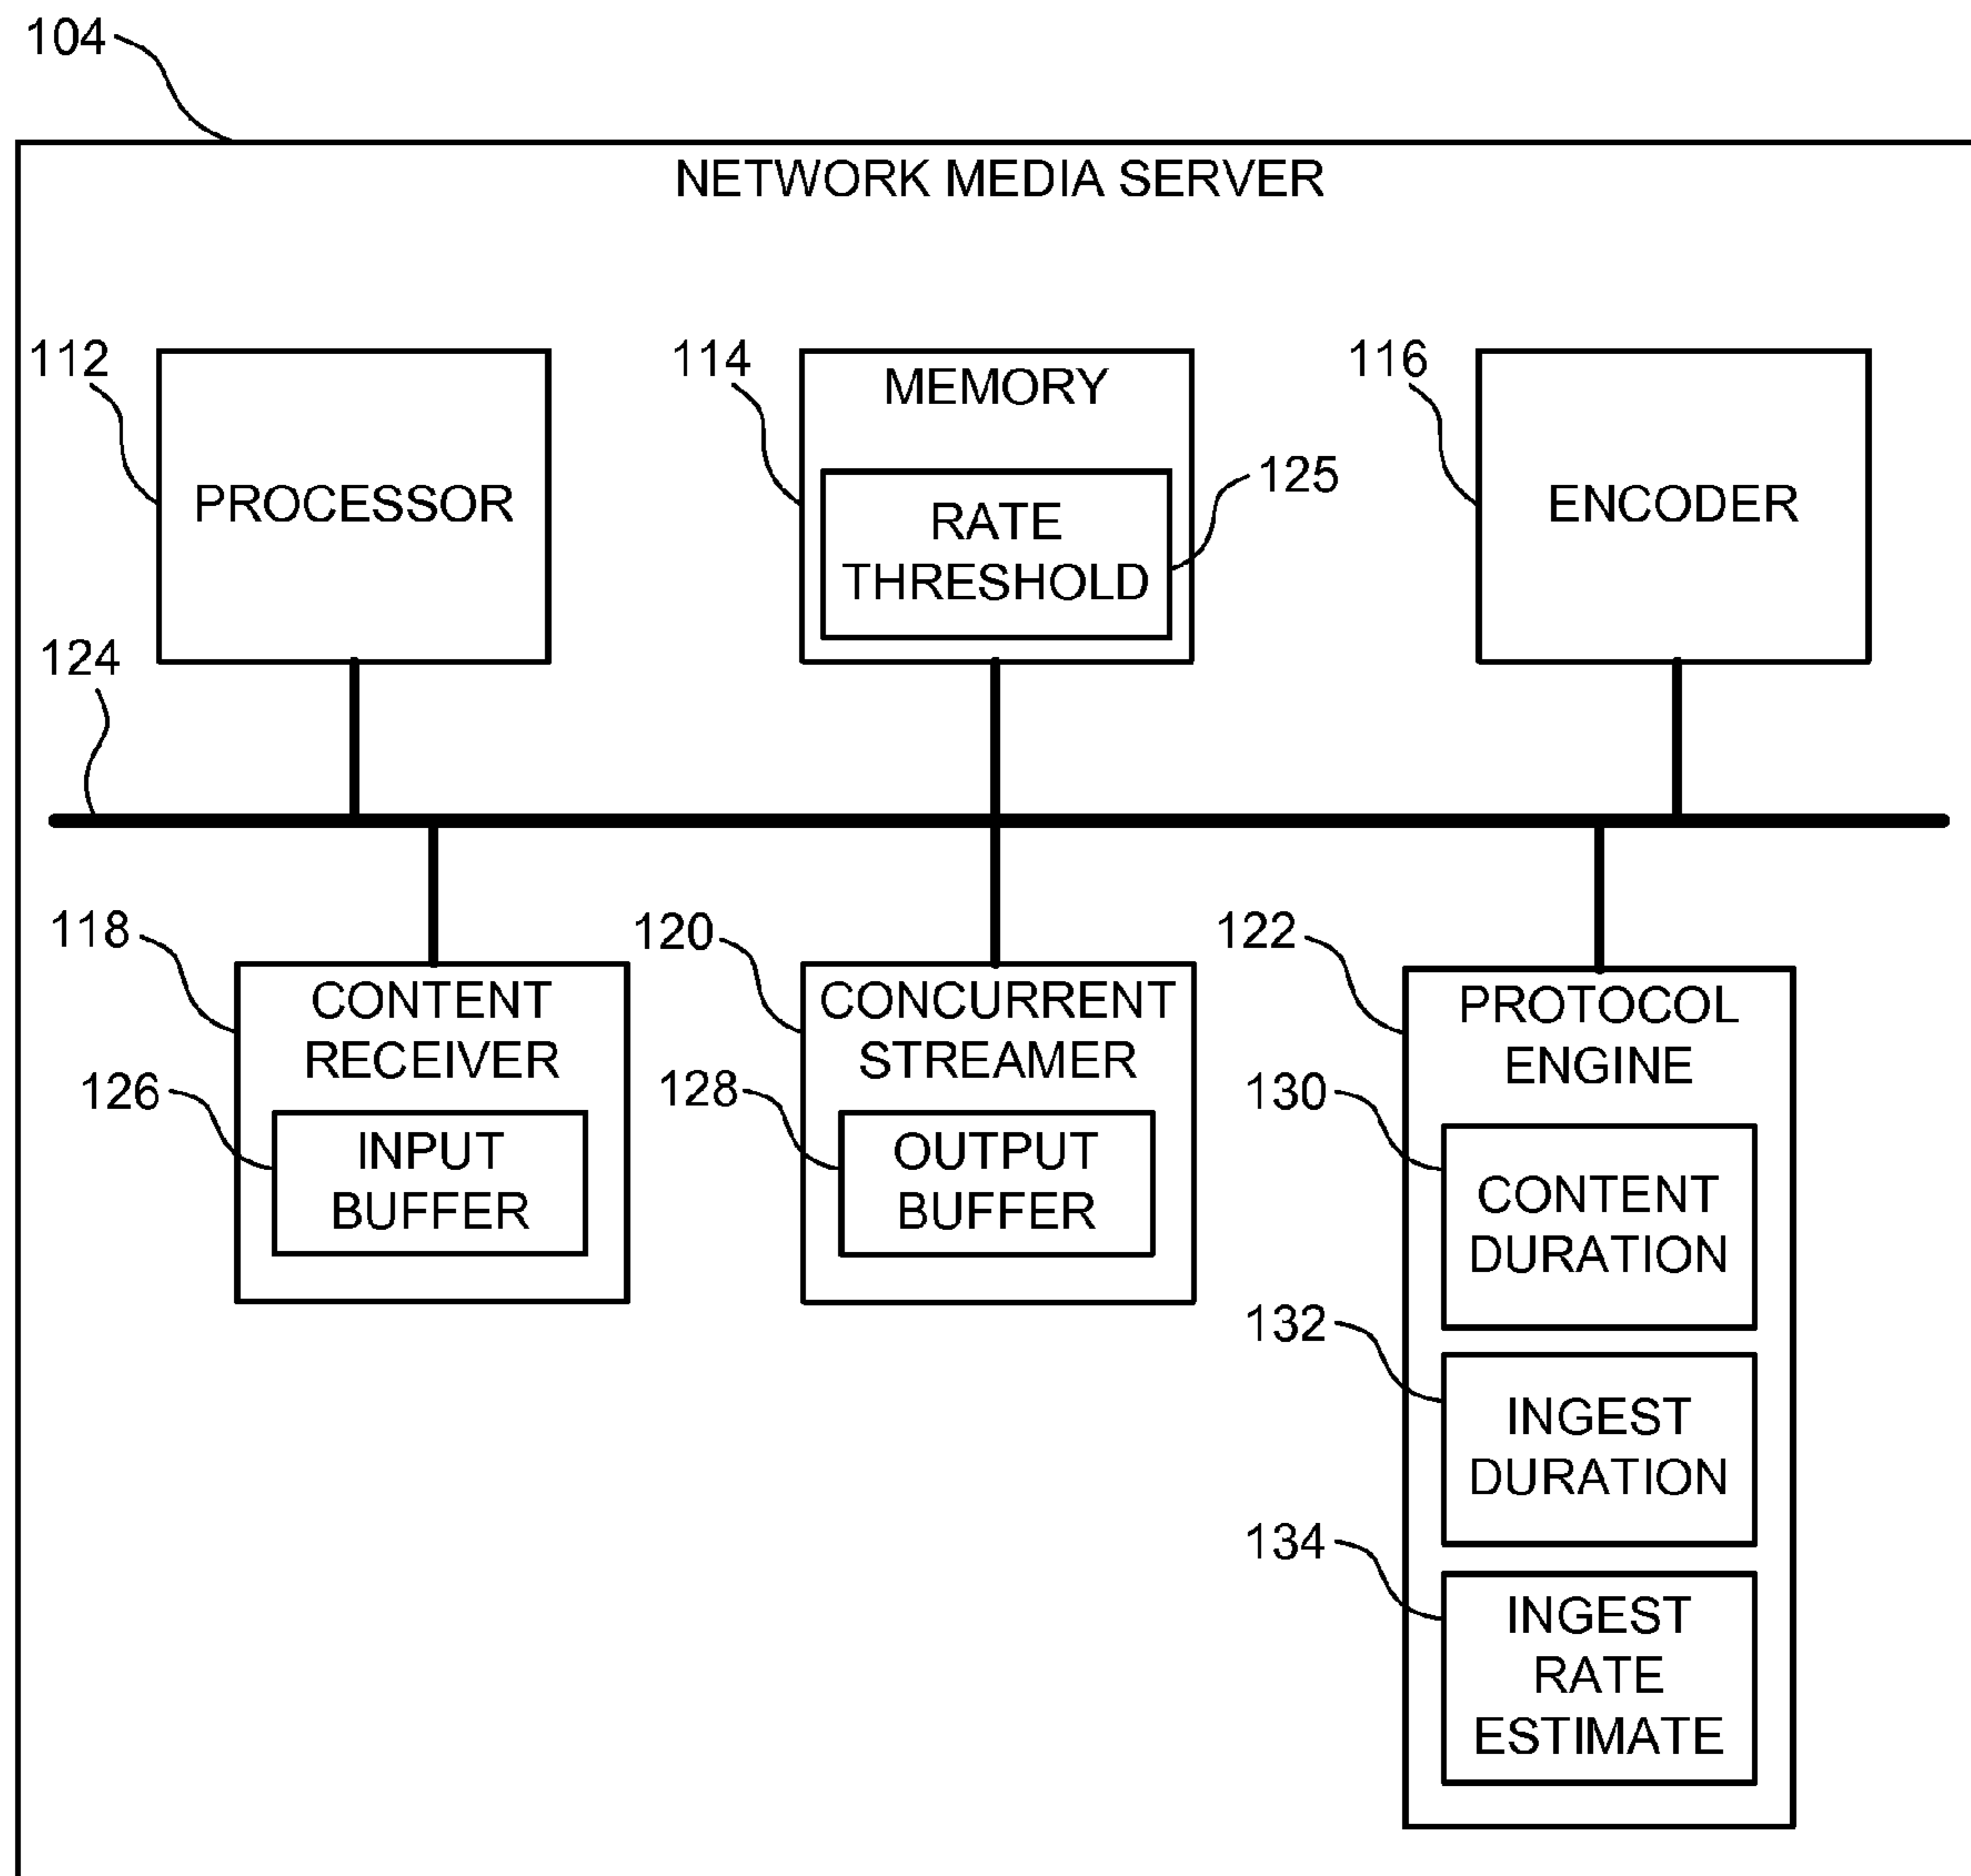 104
NETWORK MEDIA SERVER
112
PROCESSOR
114
MEMORY
125
RATE
THRESHOLD
116
ENCODER
124
118
CONTENT
RECEIVER
126
INPUT
BUFFER
120
CONCURRENT
STREAMER
128
OUTPUT
BUFFER
122
PROTOCOL
ENGINE
130
CONTENT
DURATION
132
INGEST
DURATION
134
INGEST
RATE
ESTIMATE